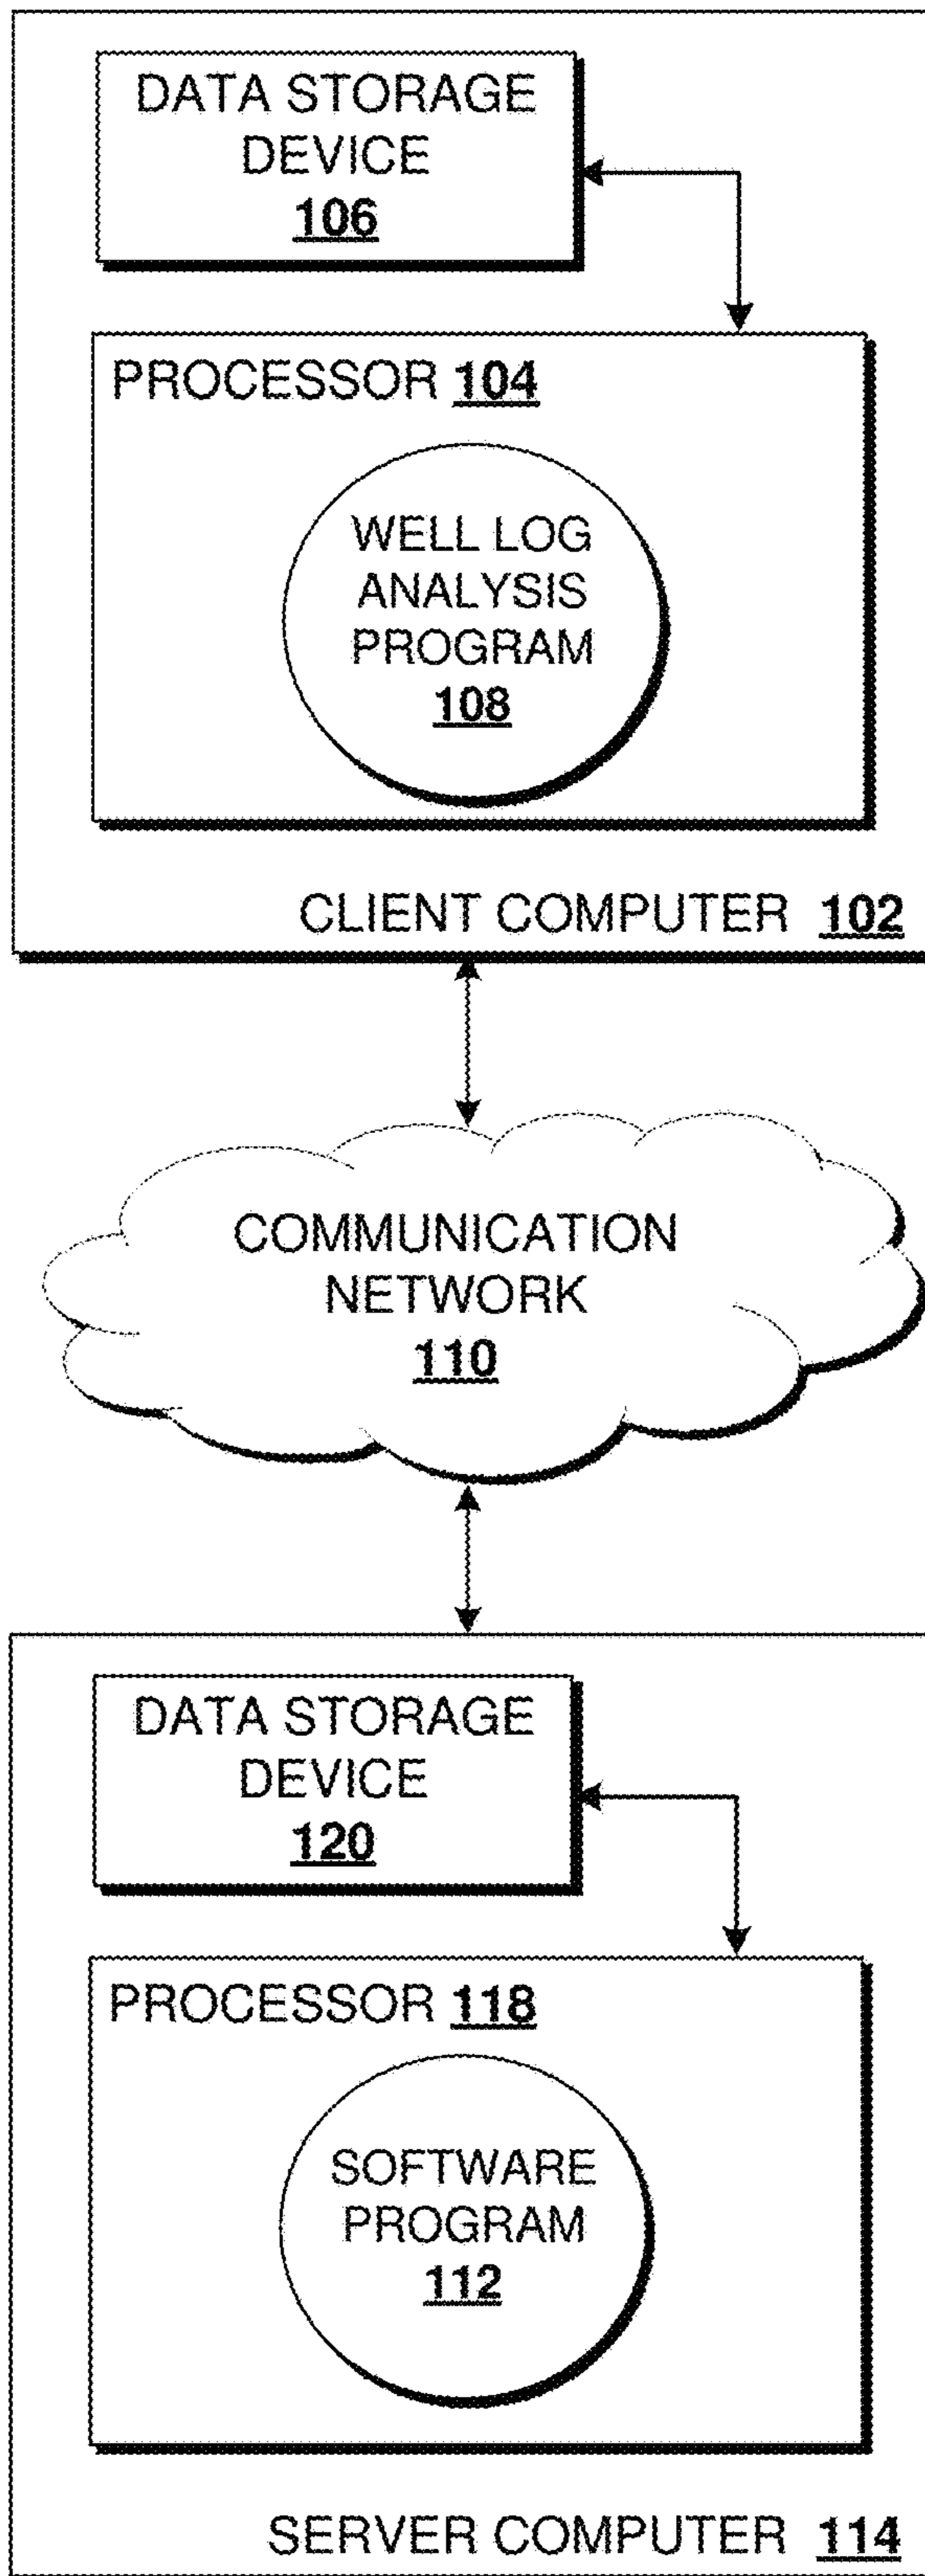 DATA STORAGE
DEVICE
106
PROCESSOR 104
WELL LOG
ANALYSIS
PROGRAM
108
CLIENT COMPUTER 102
COMMUNICATION
NETWORK
110
DATA STORAGE
DEVICE
120
PROCESSOR 118
SOFTWARE
PROGRAM
112
SERVER COMPUTER 114